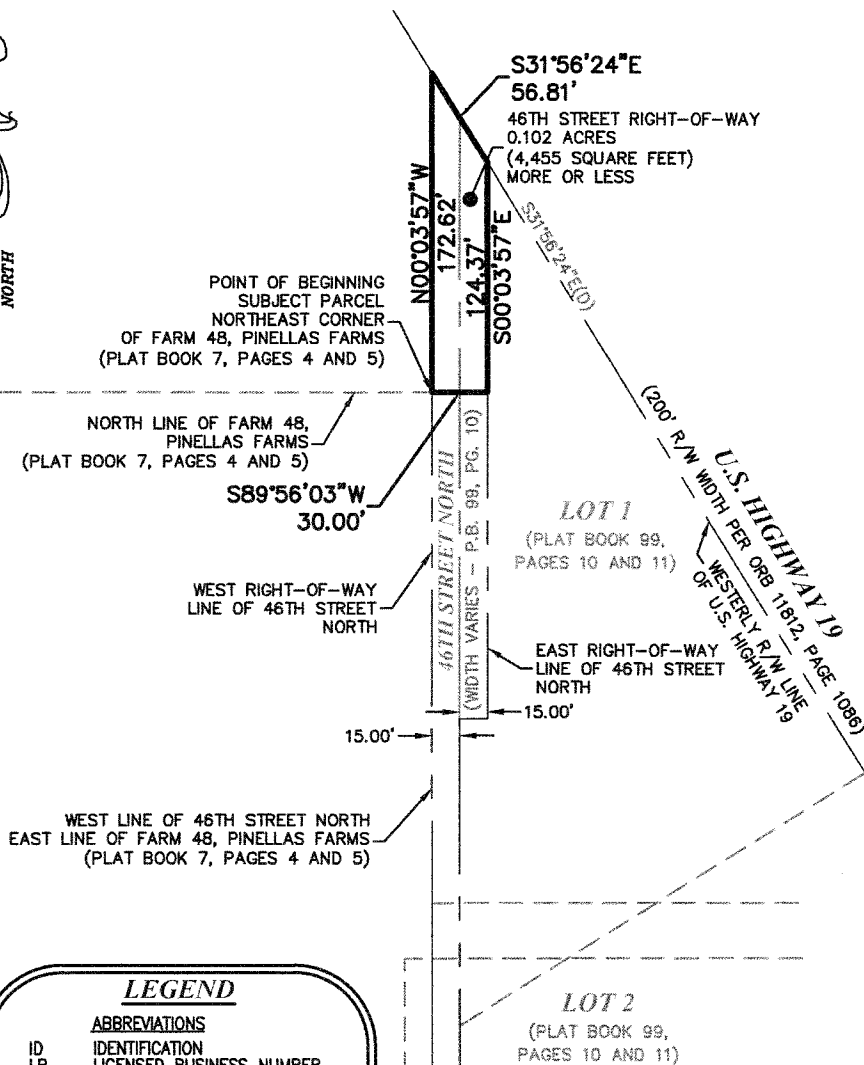 S31°56'24"E
56.81'
46TH STREET RIGHT-OF-WAY
0.102 ACRES
(4,455 SQUARE FEET)
MORE OR LESS
N00°03'57"W
172.62'
124.37'
S00°03'57"E
S31°56'24"E(D)
NORTH
POINT OF BEGINNING
SUBJECT PARCEL
NORTHEAST CORNER
OF FARM 48, PINELLAS FARMS
(PLAT BOOK 7, PAGES 4 AND 5)
NORTH LINE OF FARM 48,
PINELLAS FARMS
(PLAT BOOK 7, PAGES 4 AND 5)
S89°56'03"W
30.00'
46TH STREET NORTH
(WIDTH VARIES - P.B. 99, PG. 10)
LOT 1
(PLAT BOOK 99,
PAGES 10 AND 11)
U.S. HIGHWAY 19
(200' R/W WIDTH PER ORB 11812, PAGE 1086)
WESTERLY R/W LINE
OF U.S. HIGHWAY 19
WEST RIGHT-OF-WAY
LINE OF 46TH STREET
NORTH
EAST RIGHT-OF-WAY
LINE OF 46TH STREET
NORTH
15.00'
15.00'
WEST LINE OF 46TH STREET NORTH
EAST LINE OF FARM 48, PINELLAS FARMS
(PLAT BOOK 7, PAGES 4 AND 5)
LEGEND
ABBREVIATIONS
ID IDENTIFICATION
LB LICENSED BUSINESS NUMBER
LOT 2
(PLAT BOOK 99,
PAGES 10 AND 11)